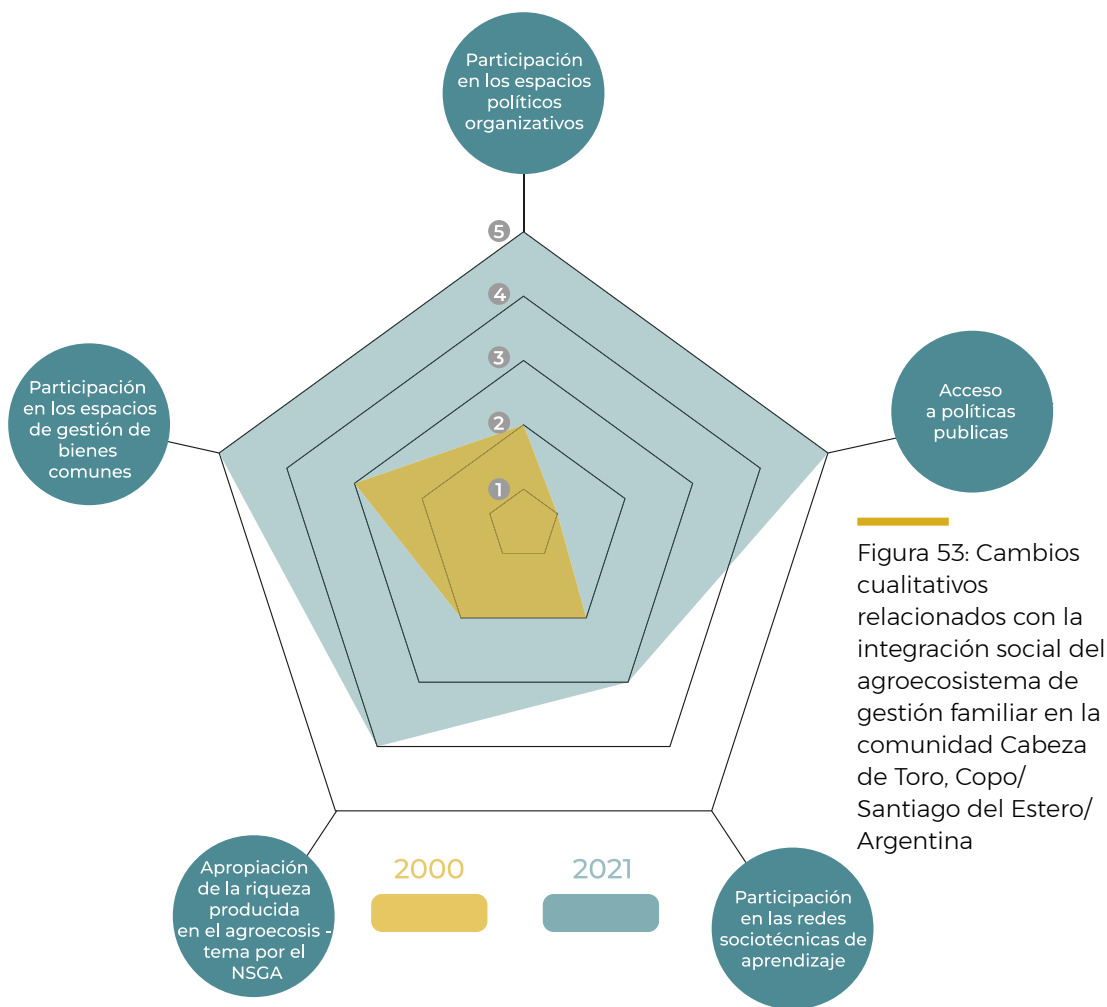 Participación
en los espacios
políticos
organizativos
5
4
3
2
1
Participación
en los espacios
de gestión de
bienes
comunes
Acceso
a políticas
publicas
Figura 53: Cambios
cualitativos
relacionados con la
integración social del
agroecosistema de
gestión familiar en la
comunidad Cabeza
de Toro, Copo/
Santiago del Estero/
Argentina
Apropiación
de la riqueza
producida
en el agroecosis -
tema por el
NSGA
2000
2021
Participación
en las redes
sociotécnicas de
aprendizaje